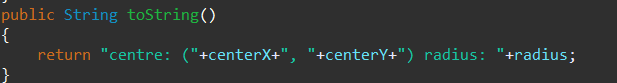 public String toString()
{
    return "centre: ("+centerX+", "+centerY+") radius: "+radius;
}